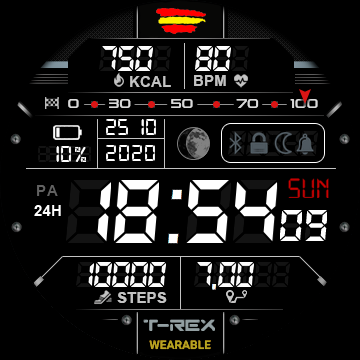 750 80
KCAL BPM
0 30 50 70 100
25 10
10% 2020
PA
24H
18:54 09
SUN
10000 7,00
STEPS
T-REX
WEARABLE